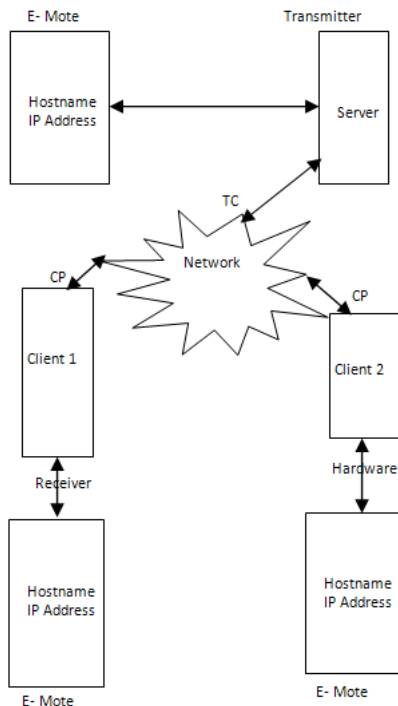 E- Mote
Transmitter
Hostname
IP Address
Server
TC
Network
CP
CP
Client 1
Client 2
Receiver
Hardware
Hostname
IP Address
Hostname
IP Address
E- Mote
E- Mote